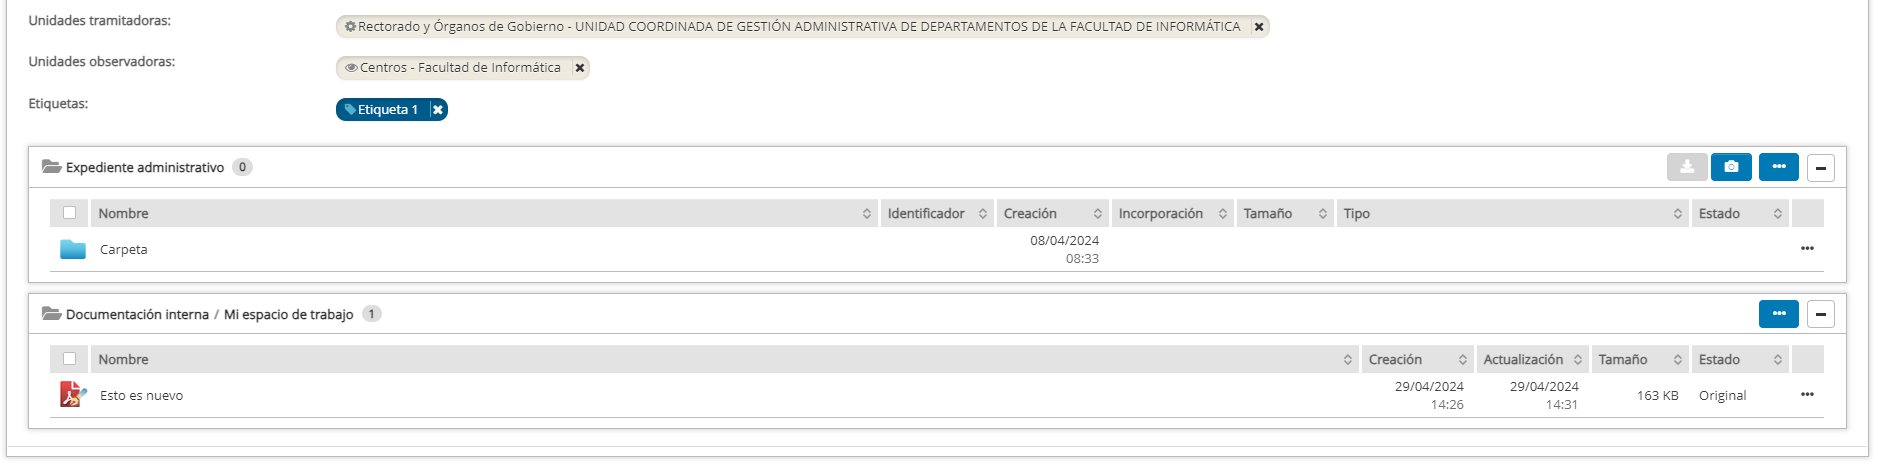 Unidades tramitadoras:
Rectorado y Órganos de Gobierno - UNIDAD COORDINADA DE GESTIÓN ADMINISTRATIVA DE DEPARTAMENTOS DE LA FACULTAD DE INFORMÁTICA
Unidades observadoras:
Centros - Facultad de Informática
Etiquetas:
Etiqueta 1
Expediente administrativo 0
Nombre Identificador Creación Incorporación Tamaño Tipo Estado
Carpeta 08/04/2024
08:33
Documentación interna / Mi espacio de trabajo 1
Nombre Creación Actualización Tamaño Estado
Esto es nuevo 29/04/2024 29/04/2024 163 KB Original
14:26 14:31